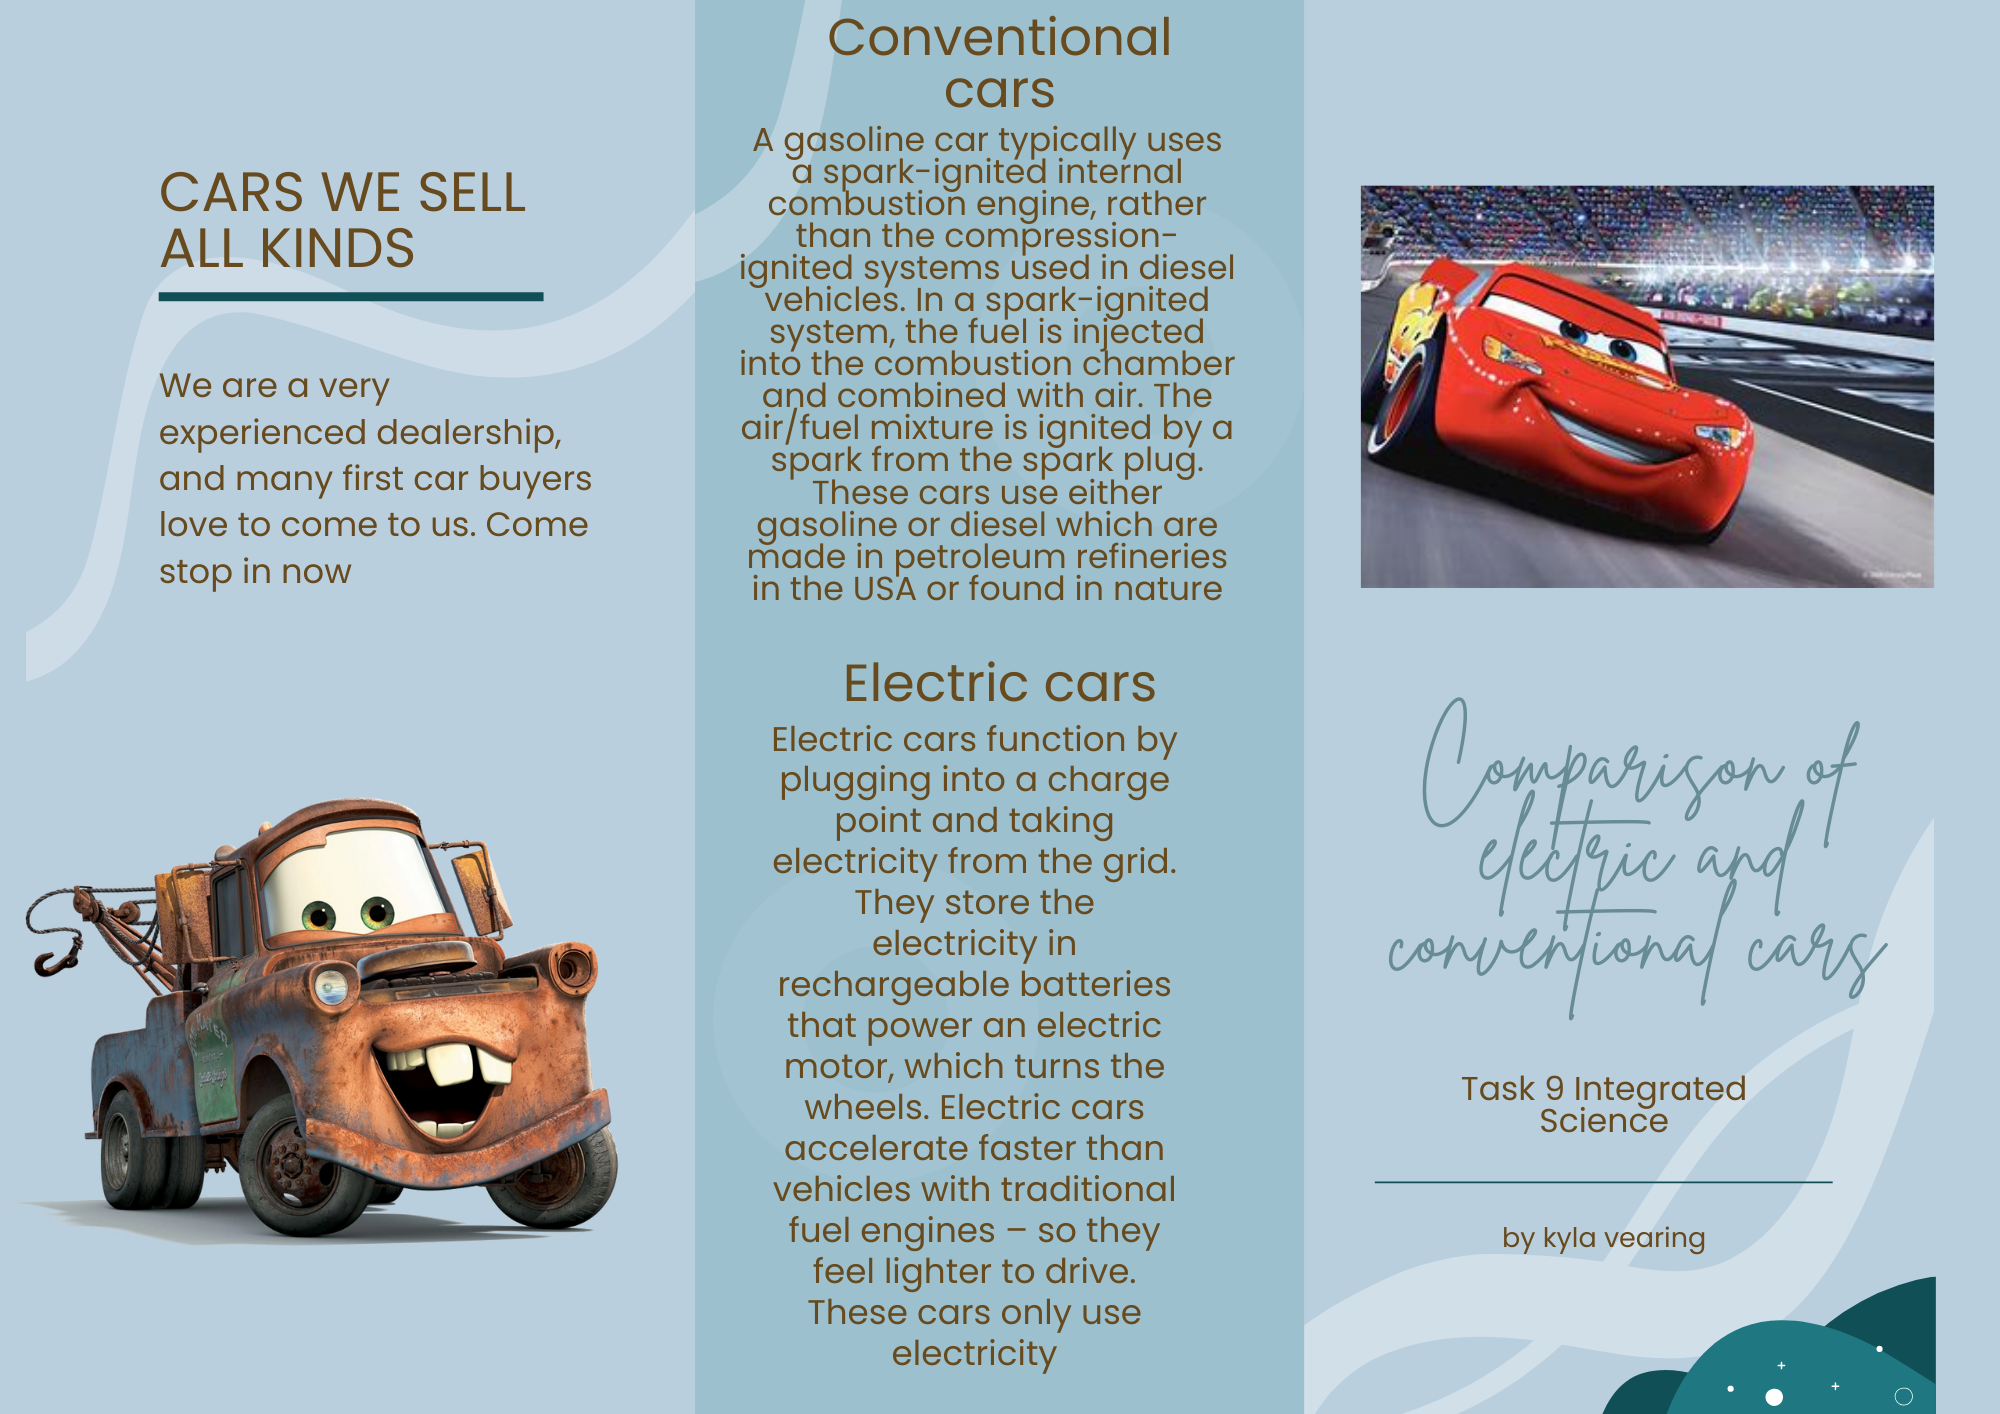 CARS WE SELL
ALL KINDS
We are a very
experienced dealership,
and many first car buyers
love to come to us. Come
stop in now
Conventional
cars
A gasoline car typically uses
a spark-ignited internal
combustion engine, rather
than the compression-
ignited systems used in diesel
vehicles. In a spark-ignited
system, the fuel is injected
into the combustion chamber
and combined with air. The
air/fuel mixture is ignited by a
spark from the spark plug.
These cars use either
gasoline or diesel which are
made in petroleum refineries
in the USA or found in nature
Electric cars
Electric cars function by
plugging into a charge
point and taking
electricity from the grid.
They store the
electricity in
rechargeable batteries
that power an electric
motor, which turns the
wheels. Electric cars
accelerate faster than
vehicles with traditional
fuel engines – so they
feel lighter to drive.
These cars only use
electricity
Comparison of
electric and
conventional cars
Task 9 Integrated
Science
by kyla vearing